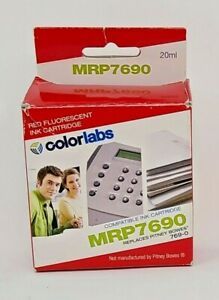 MRP7690
20ml
RED FLUORESCENT
INK CARTRIDGE
colorlabs
COMPATIBLE INK CARTRIDGE
MRP7690
REPLACES PITNEY BOWES®
769-0
Not manufactured by Pitney Bowes ®